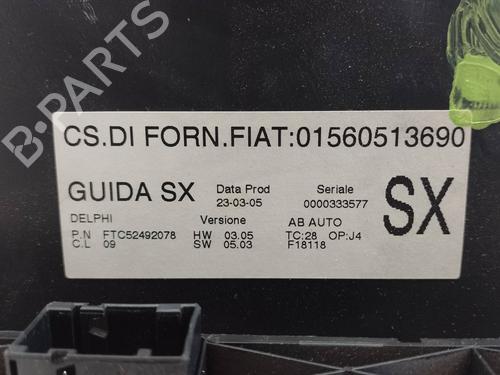 CS.DI FORN.FIAT:01560513690
GUIDA SX Data Prod Seriale SX
23-03-05 0000333577
DELPHI Versione AB AUTO
P.N FTC52492078 HW 03.05 TC:28 OP:J4
C.L 09 SW 05.03 F18118
B-PARTS